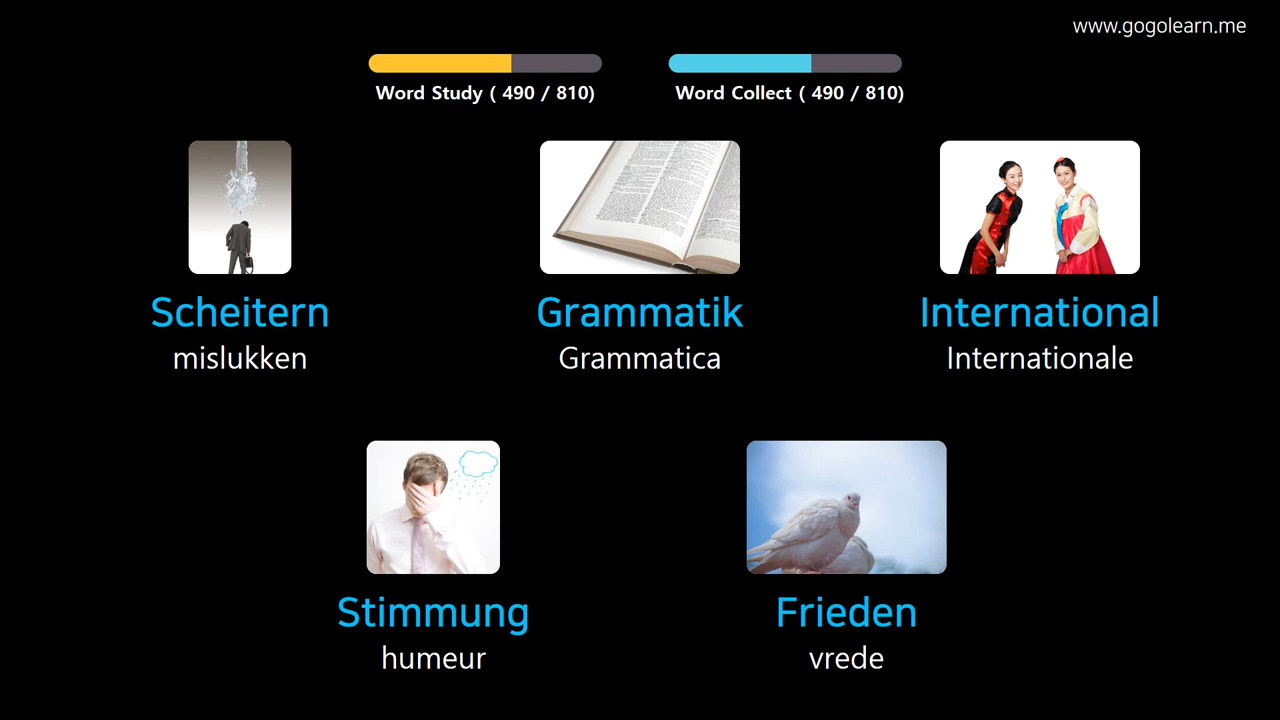 www.gogolearn.me
Word Study ( 490 / 810)
Word Collect ( 490 / 810)
Scheitern
mislukken
Grammatik
Grammatica
International
Internationale
Stimmung
humeur
Frieden
vrede